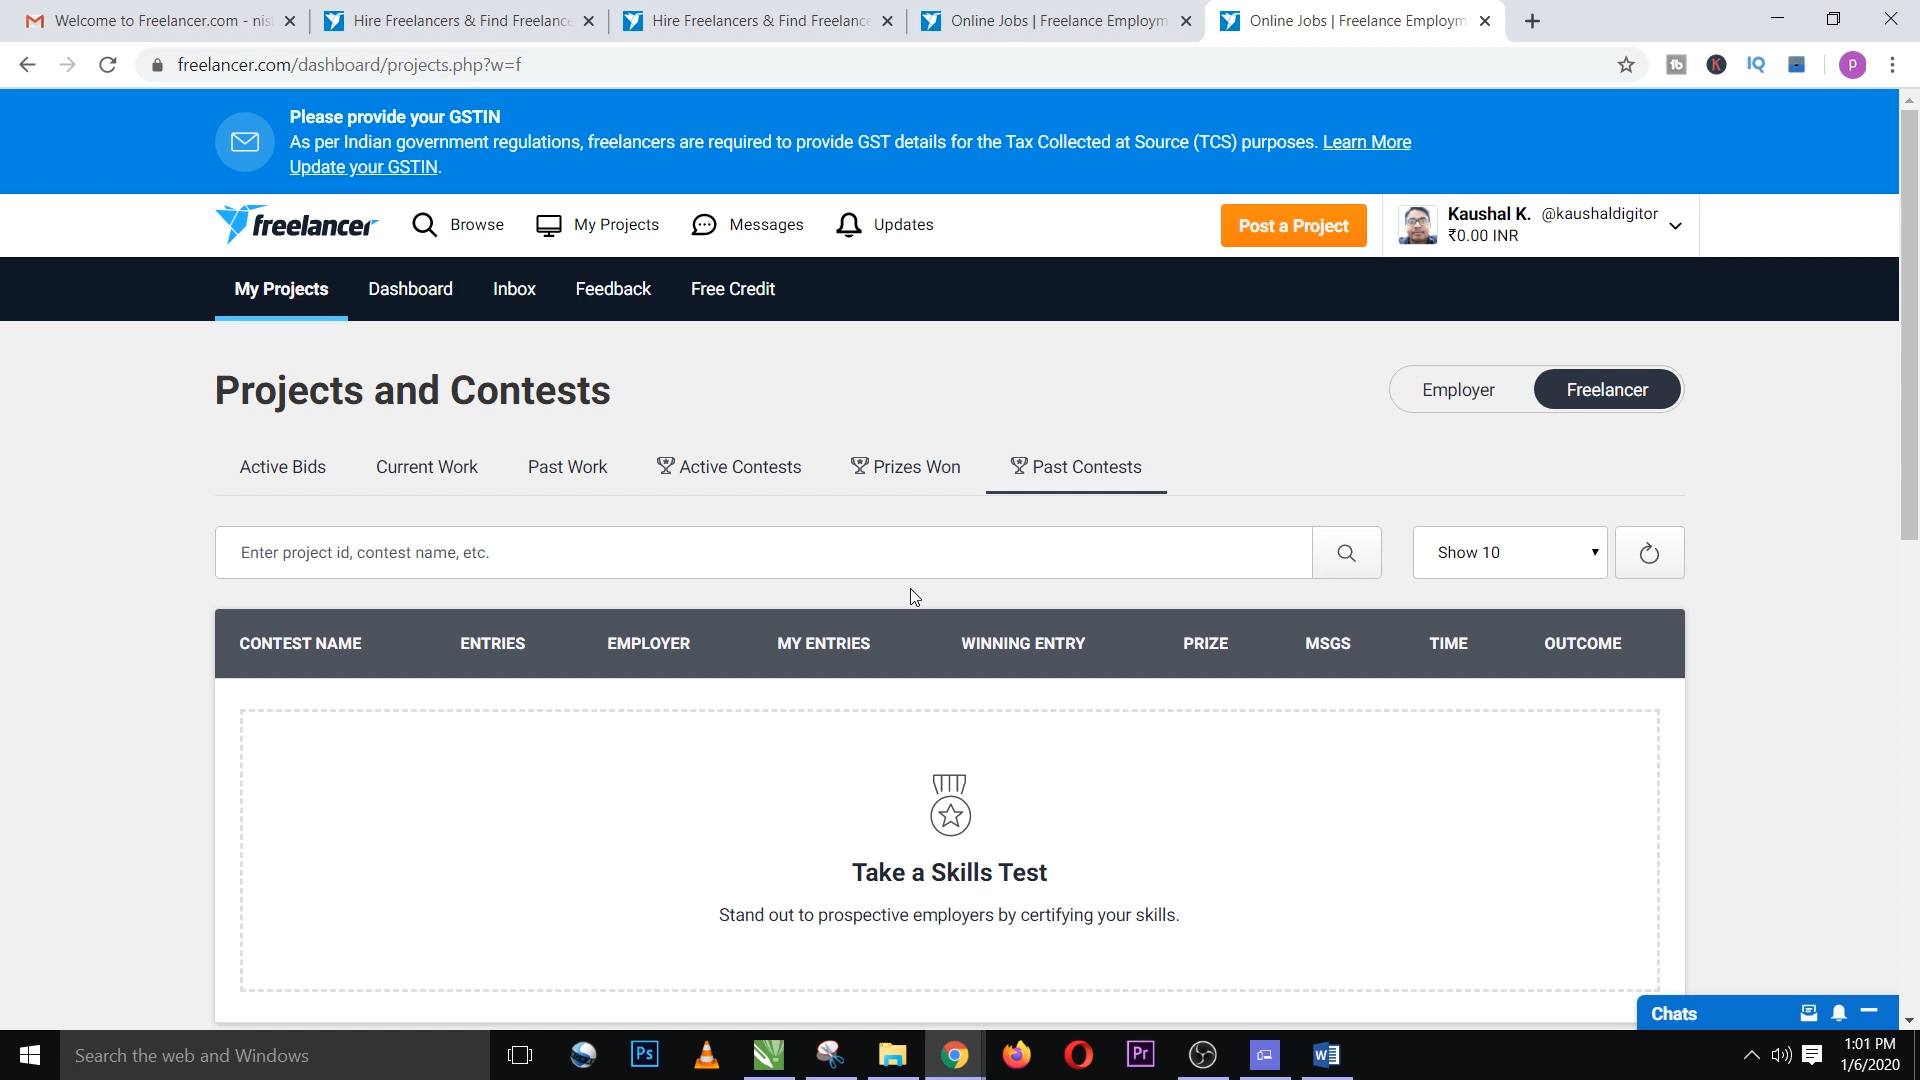 Welcome to Freelancer.com - nis
Hire Freelancers & Find Freelance
Hire Freelancers & Find Freelance
Online Jobs | Freelance Employm
Online Jobs | Freelance Employm
freelancer.com/dashboard/projects.php?w=f
Please provide your GSTIN
As per Indian government regulations, freelancers are required to provide GST details for the Tax Collected at Source (TCS) purposes. Learn More
Update your GSTIN.
freelancer
Browse
My Projects
Messages
Updates
Post a Project
Kaushal K. @kaushaldigitor
₹0.00 INR
My Projects
Dashboard
Inbox
Feedback
Free Credit
Projects and Contests
Employer
Freelancer
Active Bids
Current Work
Past Work
Active Contests
Prizes Won
Past Contests
Enter project id, contest name, etc.
Show 10
CONTEST NAME
ENTRIES
EMPLOYER
MY ENTRIES
WINNING ENTRY
PRIZE
MSGS
TIME
OUTCOME
Take a Skills Test
Stand out to prospective employers by certifying your skills.
Chats
Search the web and Windows
1:01 PM
1/6/2020